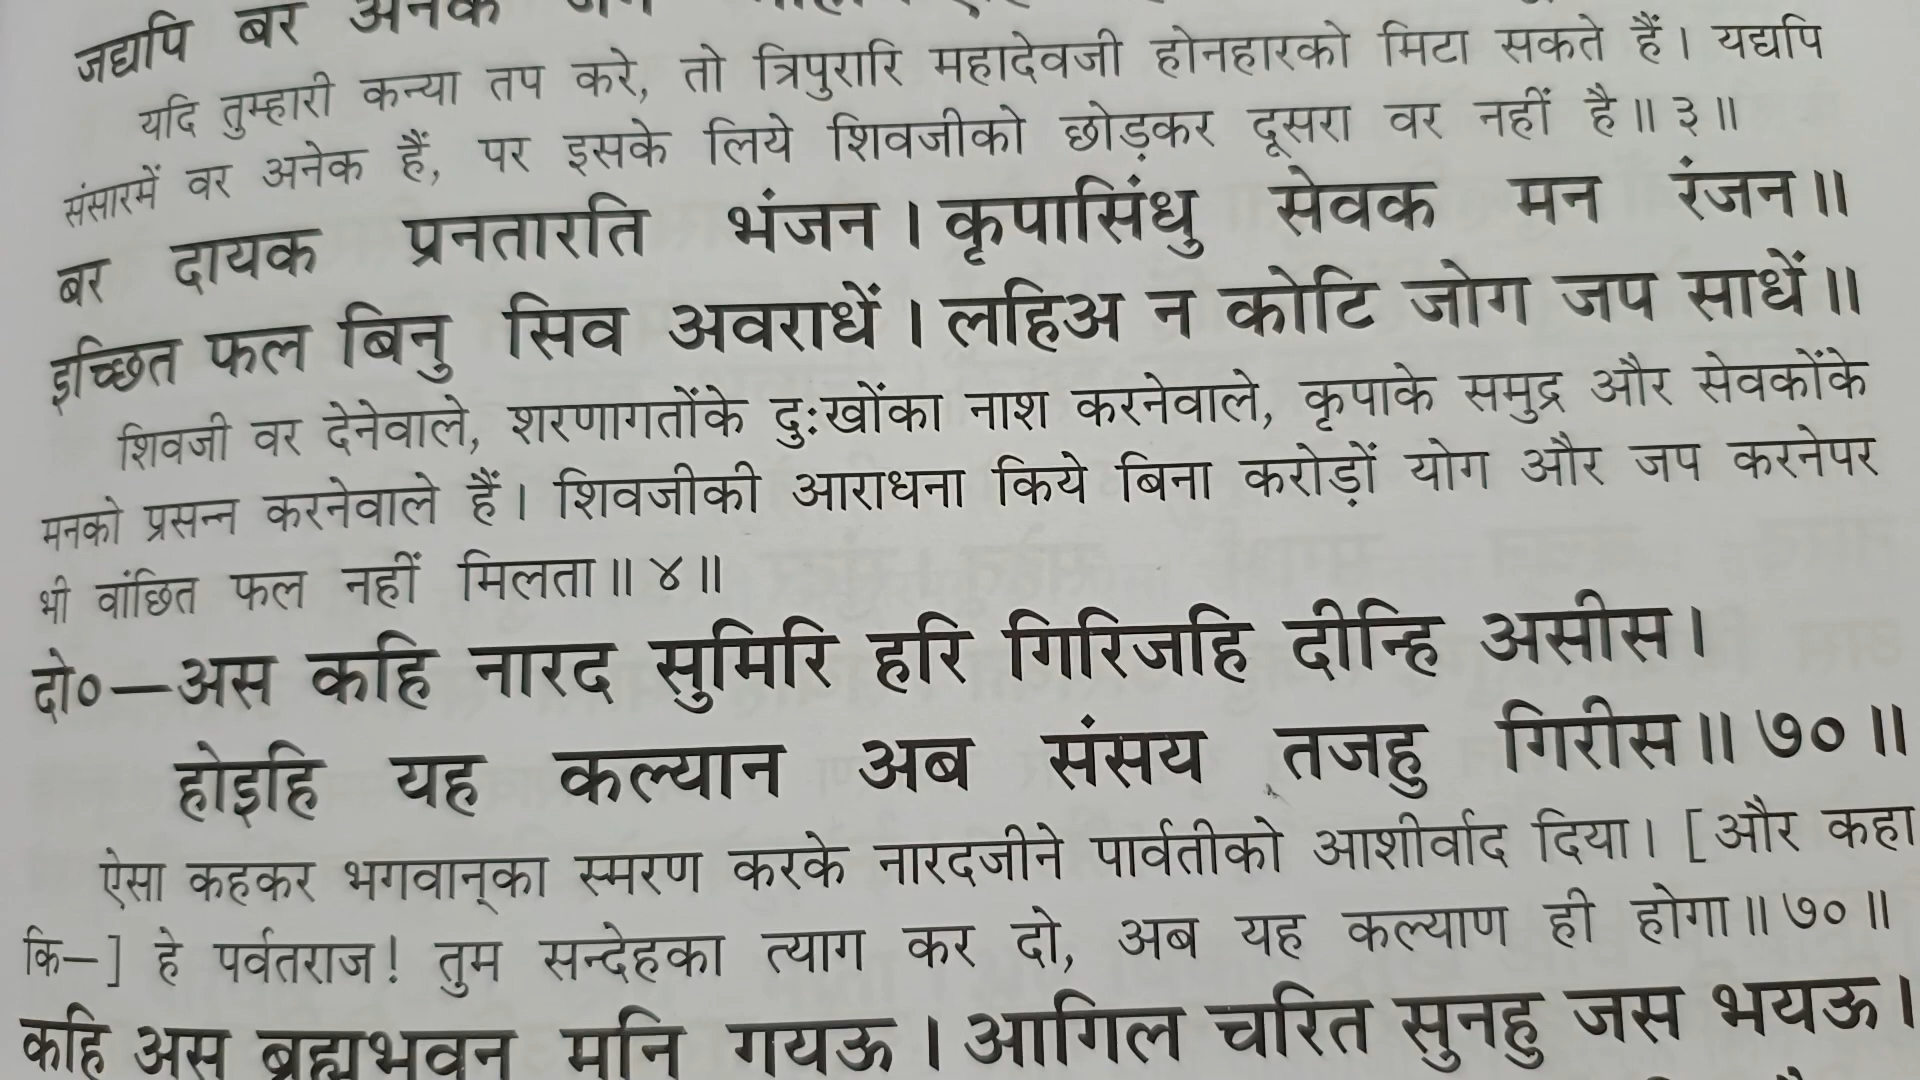 जद्यपि बर अनेक
यदि तुम्हारी कन्या तप करे, तो त्रिपुरारि महादेवजी होनहारको मिटा सकते हैं। यद्यपि
संसारमें वर अनेक हैं, पर इसके लिये शिवजीको छोड़कर दूसरा वर नहीं है॥ ३॥
बर दायक प्रनतारति भंजन। कृपासिंधु सेवक मन रंजन॥
इच्छित फल बिनु सिव अवराधें। लहिअ न कोटि जोग जप साधें॥
शिवजी वर देनेवाले, शरणागतोंके दुःखोंका नाश करनेवाले, कृपाके समुद्र और सेवकोंके
मनको प्रसन्न करनेवाले हैं। शिवजीकी आराधना किये बिना करोड़ों योग और जप करनेपर
भी वांछित फल नहीं मिलता॥ ४॥
दो०—अस कहि नारद सुमिरि हरि गिरिजहि दीन्हि असीस।
होइहि यह कल्यान अब संसय तजहु गिरीस॥ ७०॥
ऐसा कहकर भगवान्‌का स्मरण करके नारदजीने पार्वतीको आशीर्वाद दिया। [ और कहा
कि—] हे पर्वतराज! तुम सन्देहका त्याग कर दो, अब यह कल्याण ही होगा॥ ७०॥
कहि अस ब्रह्मभवन मुनि गयऊ। आगिल चरित सुनहु जस भयऊ।